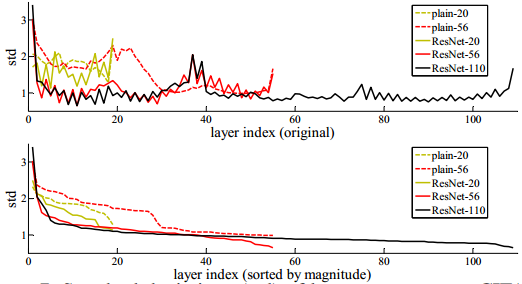 3
2
1
std
plain-20
plain-56
ResNet-20
ResNet-56
ResNet-110
0 20 40 60 80 100
layer index (original)
3
2
1
std
plain-20
plain-56
ResNet-20
ResNet-56
ResNet-110
0 20 40 60 80 100
layer index (sorted by magnitude)